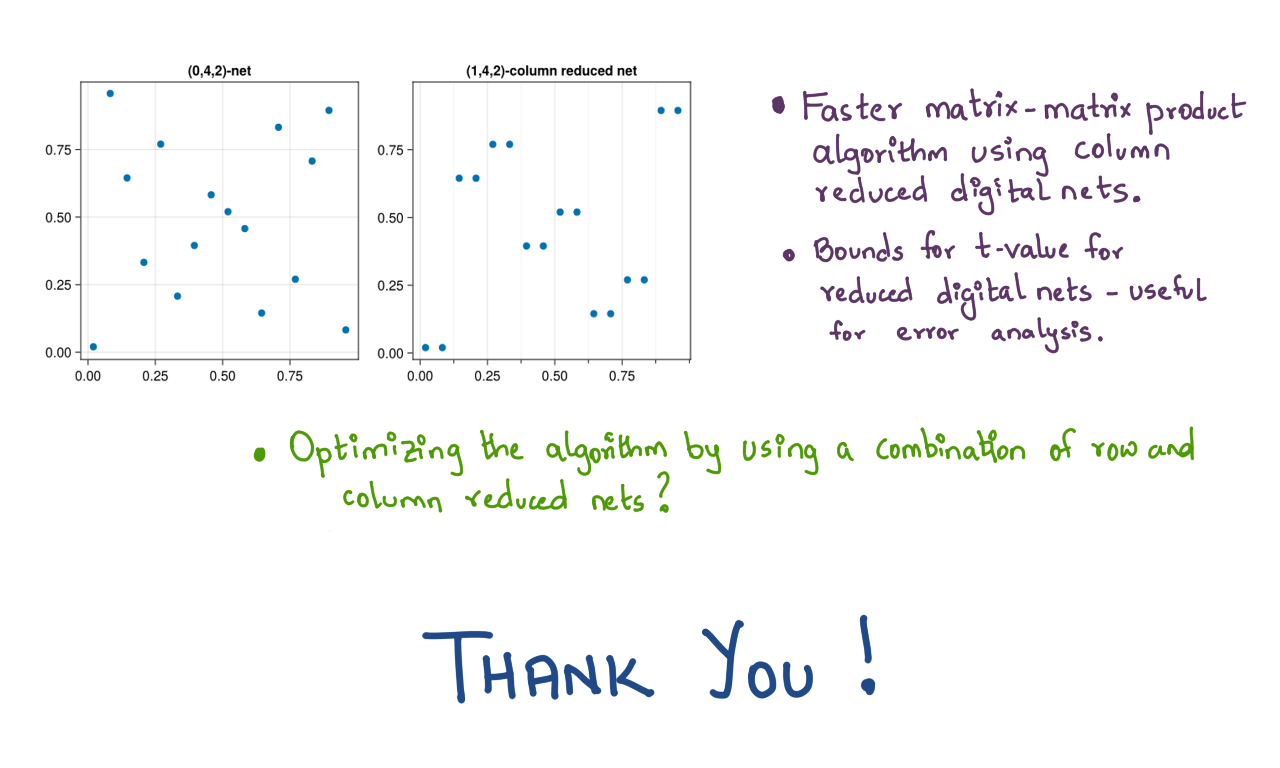 (0,4,2)-net
0.75
0.50
0.25
0.00
0.00 0.25 0.50 0.75
(1,4,2)-column reduced net
0.75
0.50
0.25
0.00
0.00 0.25 0.50 0.75
• Faster matrix-matrix product
algorithm using column
reduced digital nets.
• Bounds for t-value for
reduced digital nets - useful
for error analysis.
• Optimizing the algorithm by using a combination of row and
column reduced nets?
THANK YOU!